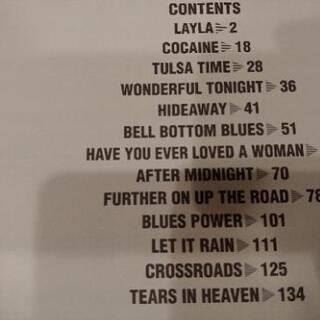 CONTENTS
LAYLA 2
COCAINE 18
TULSA TIME 28
WONDERFUL TONIGHT 36
HIDEAWAY 41
BELL BOTTOM BLUES 51
HAVE YOU EVER LOVED A WOMAN
AFTER MIDNIGHT 70
FURTHER ON UP THE ROAD 78
BLUES POWER 101
LET IT RAIN 111
CROSSROADS 125
TEARS IN HEAVEN 134